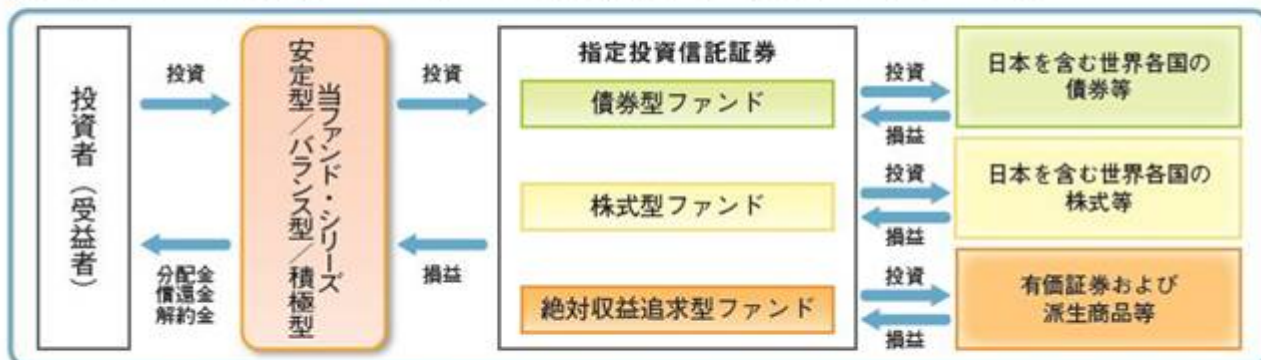 投資者（受益者）
投資
分配金
償還金
解約金
当ファンド・シリーズ
安定型／バランス型／積極型
投資
損益
指定投資信託証券
債券型ファンド
株式型ファンド
絶対収益追求型ファンド
投資
損益
日本を含む世界各国の
債券等
投資
損益
日本を含む世界各国の
株式等
投資
損益
有価証券および
派生商品等